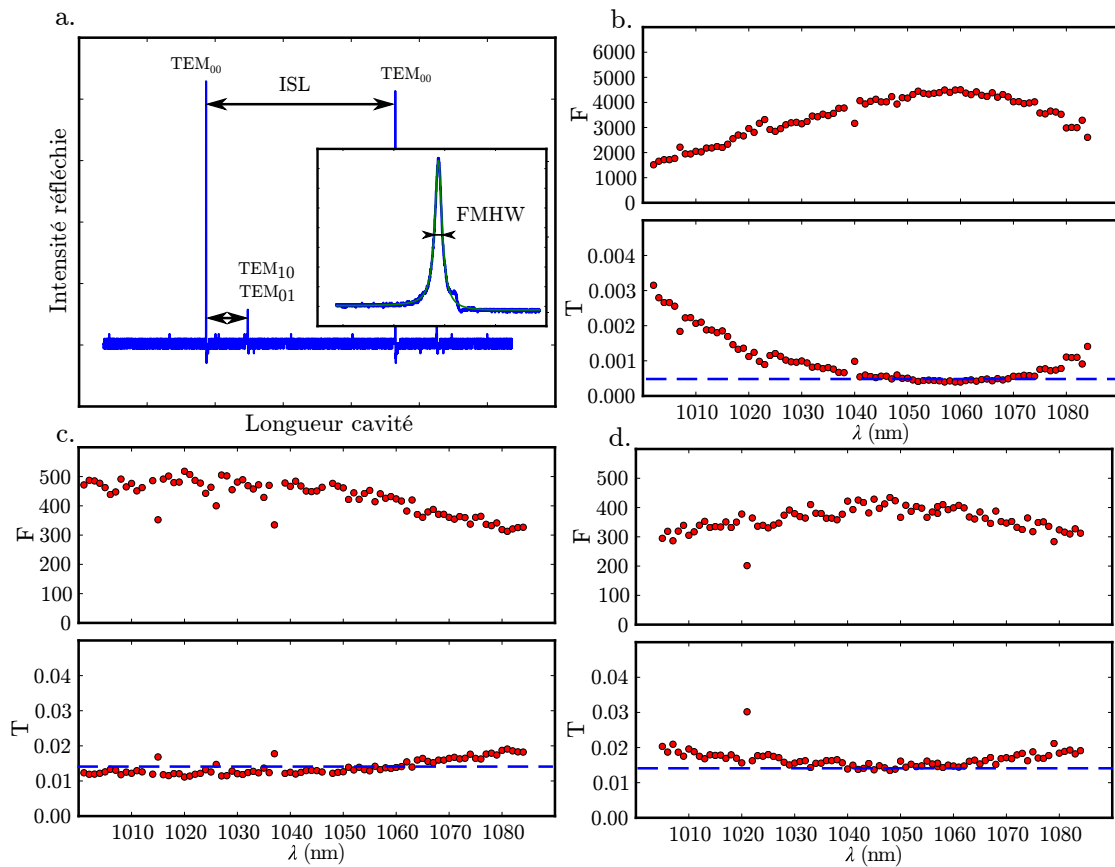 a.
TEM00
ISL
TEM00
FMHW
TEM10
TEM01
Intensité réfléchie
Longueur cavité
b.
6000
5000
4000
3000
2000
1000
0
F
0.005
0.004
0.003
0.002
0.001
0.000
T
1010 1020 1030 1040 1050 1060 1070 1080
λ (nm)
c.
500
400
300
200
100
0
F
0.04
0.03
0.02
0.01
0.00
T
1010 1020 1030 1040 1050 1060 1070 1080
λ (nm)
d.
500
400
300
200
100
0
F
0.04
0.03
0.02
0.01
0.00
T
1010 1020 1030 1040 1050 1060 1070 1080
λ (nm)